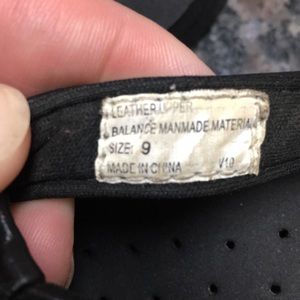 LEATHER UPPER
BALANCE MANMADE MATERIAL
SIZE: 9
MADE IN CHINA V10